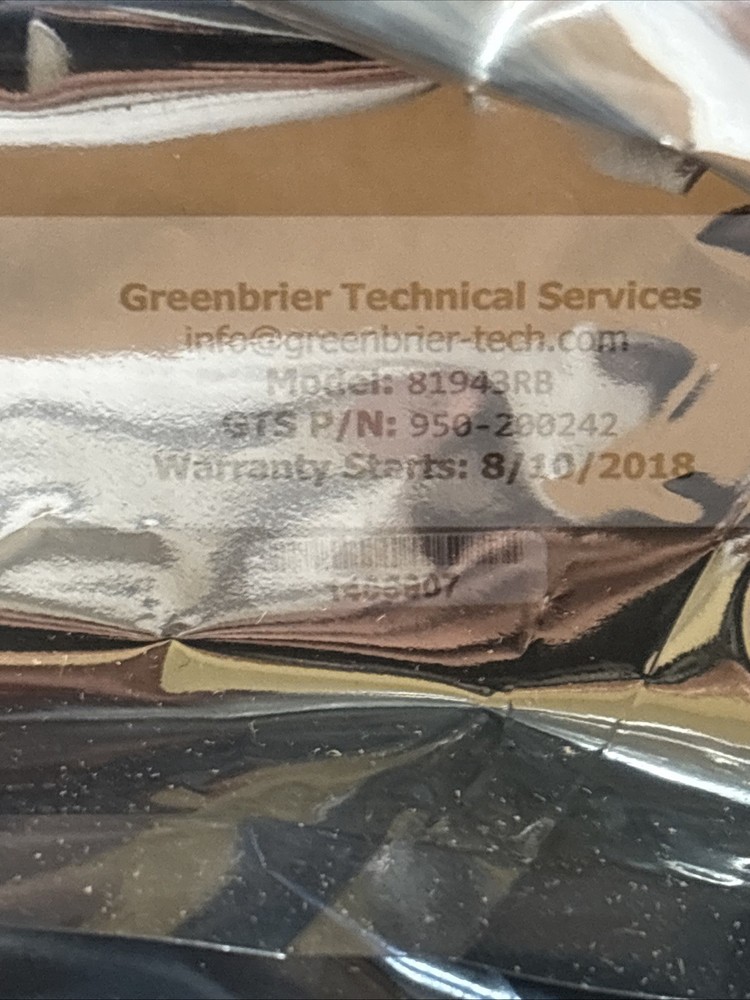 Greenbrier Technical Services
info@greenbrier-tech.com
Model: 81943RB
GTS P/N: 950-200242
Warranty Starts: 8/10/2018